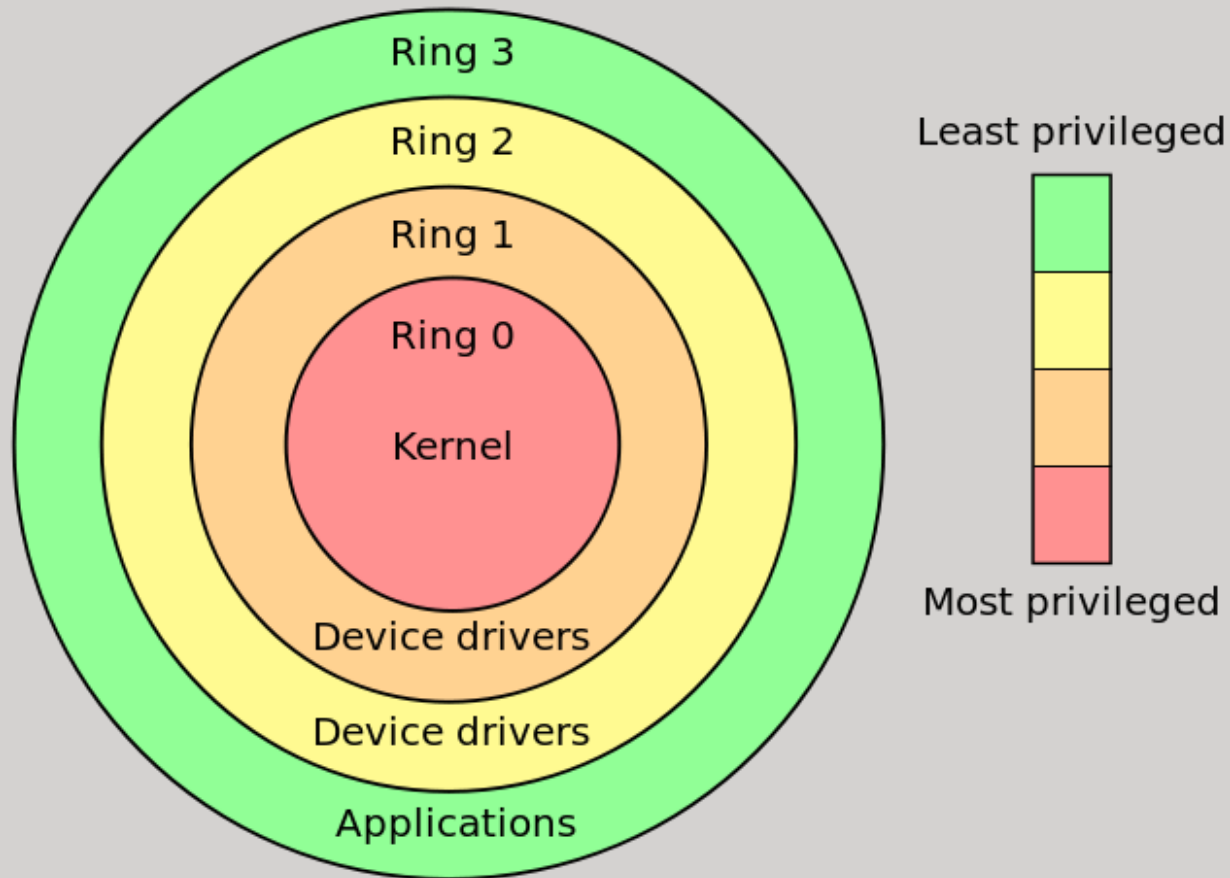 Ring 3
Ring 2
Ring 1
Ring 0
Kernel
Device drivers
Device drivers
Applications
Least privileged
Most privileged